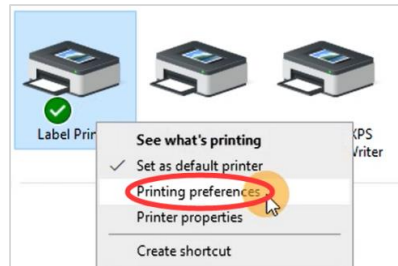 Label Prin
XPS
Writer
See what's printing
Set as default printer
Printing preferences
Printer properties
Create shortcut